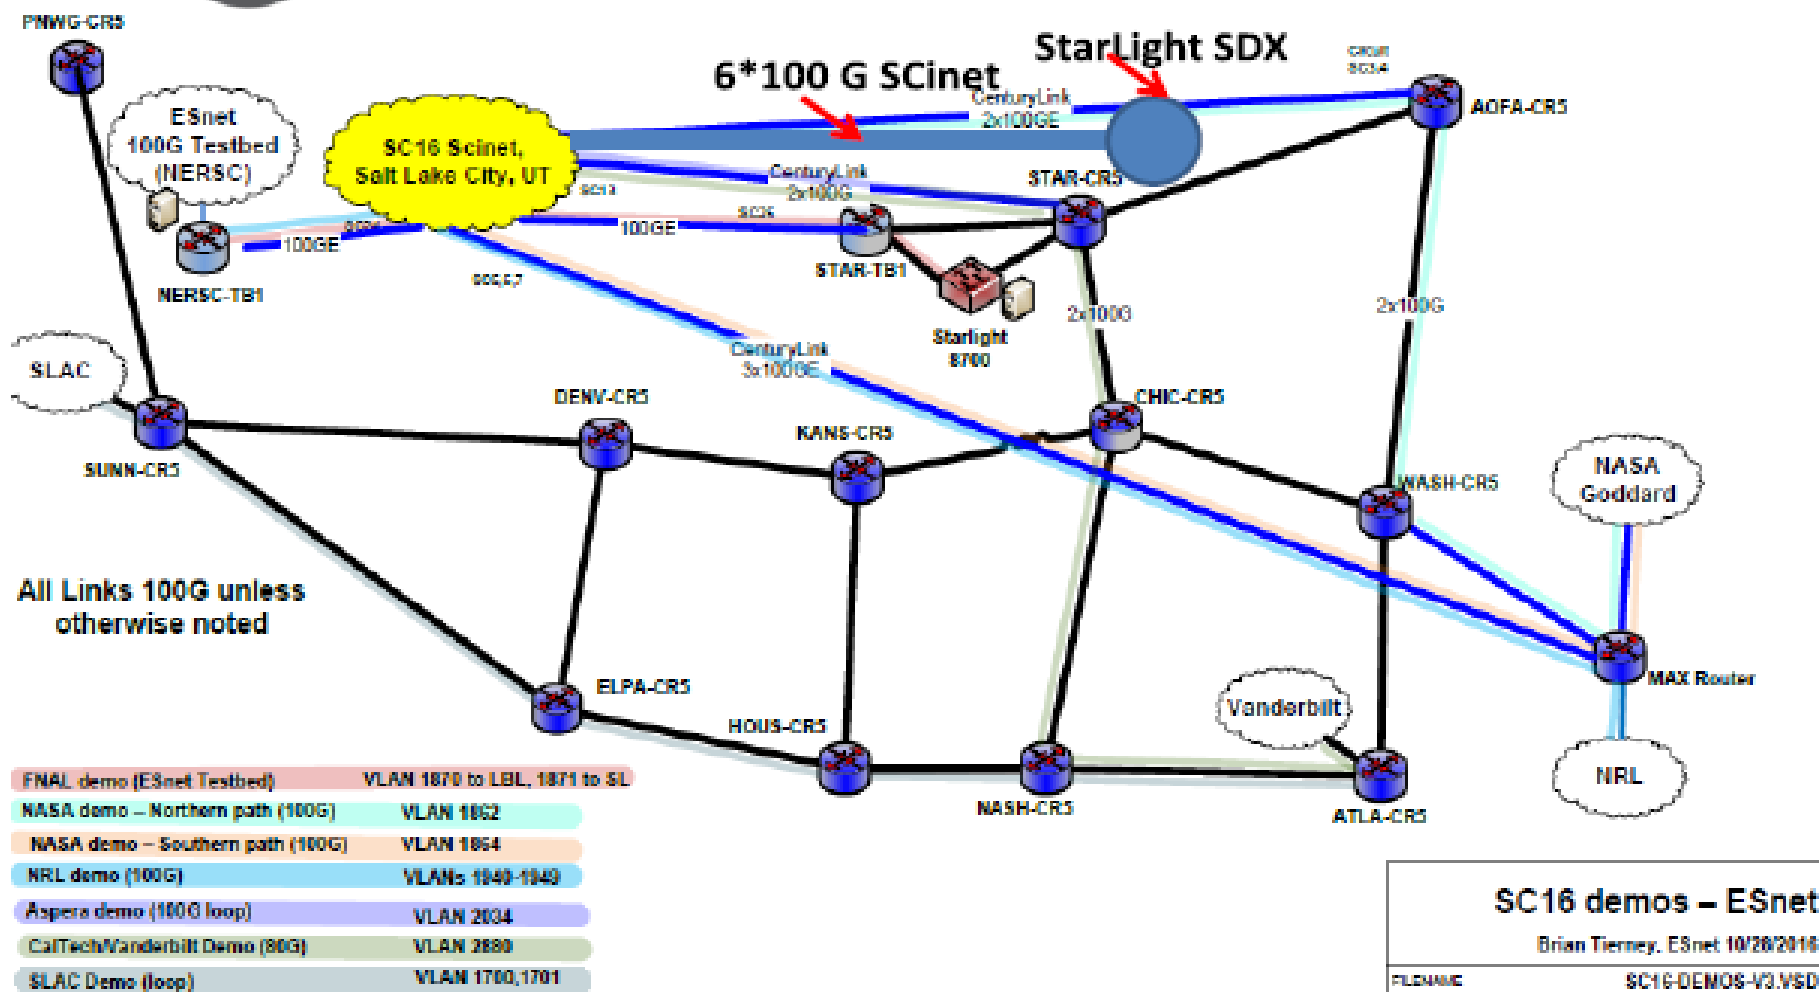 PNWG-CR5
ESnet
100G Testbed
(NERSC)
SC16 Scinet,
Salt Lake City, UT
6*100 G SCinet
StarLight SDX
CenturyLink
2x100GE
AOFA-CR5
CenturyLink
2x100G
STAR-CR5
SC13
100GE
100GE
NERSC-TB1
STAR-TB1
Starlight
8700
2x100G
2x100G
CenturyLink
3x100GE
SLAC
SUNN-CR5
DENV-CR5
KANS-CR5
CHIC-CR5
WASH-CR5
NASA
Goddard
All Links 100G unless
otherwise noted
ELPA-CR5
HOUS-CR5
NASH-CR5
Vanderbilt
ATLA-CR5
MAX Router
NRL
FNAL demo (ESnet Testbed) VLAN 1870 to LBL, 1871 to SL
NASA demo – Northern path (100G) VLAN 1862
NASA demo – Southern path (100G) VLAN 1864
NRL demo (100G) VLANs 1940-1949
Aspera demo (100G loop) VLAN 2034
CalTech/Vanderbilt Demo (80G) VLAN 2880
SLAC Demo (loop) VLAN 1700,1701
SC16 demos – ESnet
Brian Tierney, ESnet 10/28/2016
FILENAME SC16-DEMOS-V3.VSD